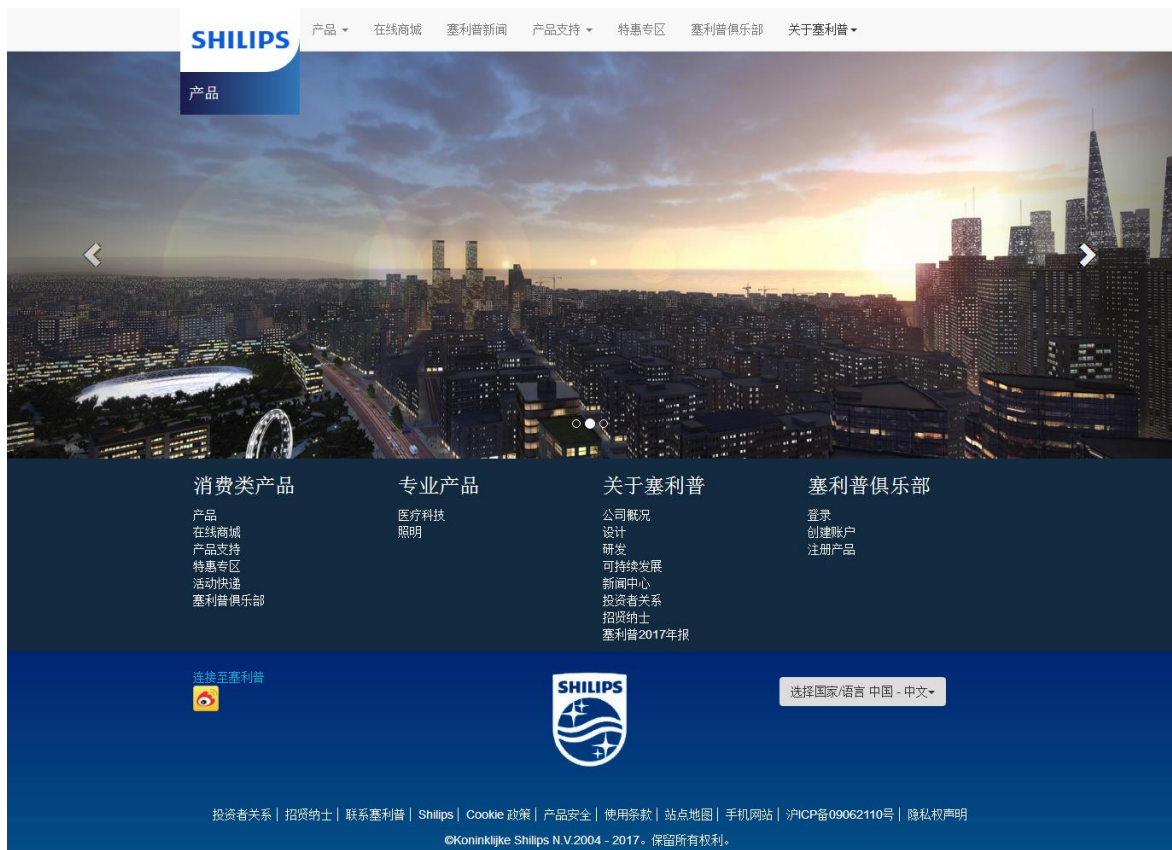 SHILIPS
产品 在线商城 塞利普新闻 产品支持 特惠专区 塞利普俱乐部 关于塞利普
产品
消费类产品
产品
在线商城
产品支持
特惠专区
活动快递
塞利普俱乐部
专业产品
医疗科技
照明
关于塞利普
公司概况
设计
研发
可持续发展
新闻中心
投资者关系
招贤纳士
塞利普2017年报
塞利普俱乐部
登录
创建账户
注册产品
连接至塞利普
SHILIPS
选择国家/语言 中国 - 中文
投资者关系| 招贤纳士| 联系塞利普| Shilips| Cookie 政策| 产品安全| 使用条款| 站点地图| 手机网站| 沪ICP备09062110号| 隐私权声明
©Koninklijke Shilips N.V.2004 - 2017。保留所有权利。